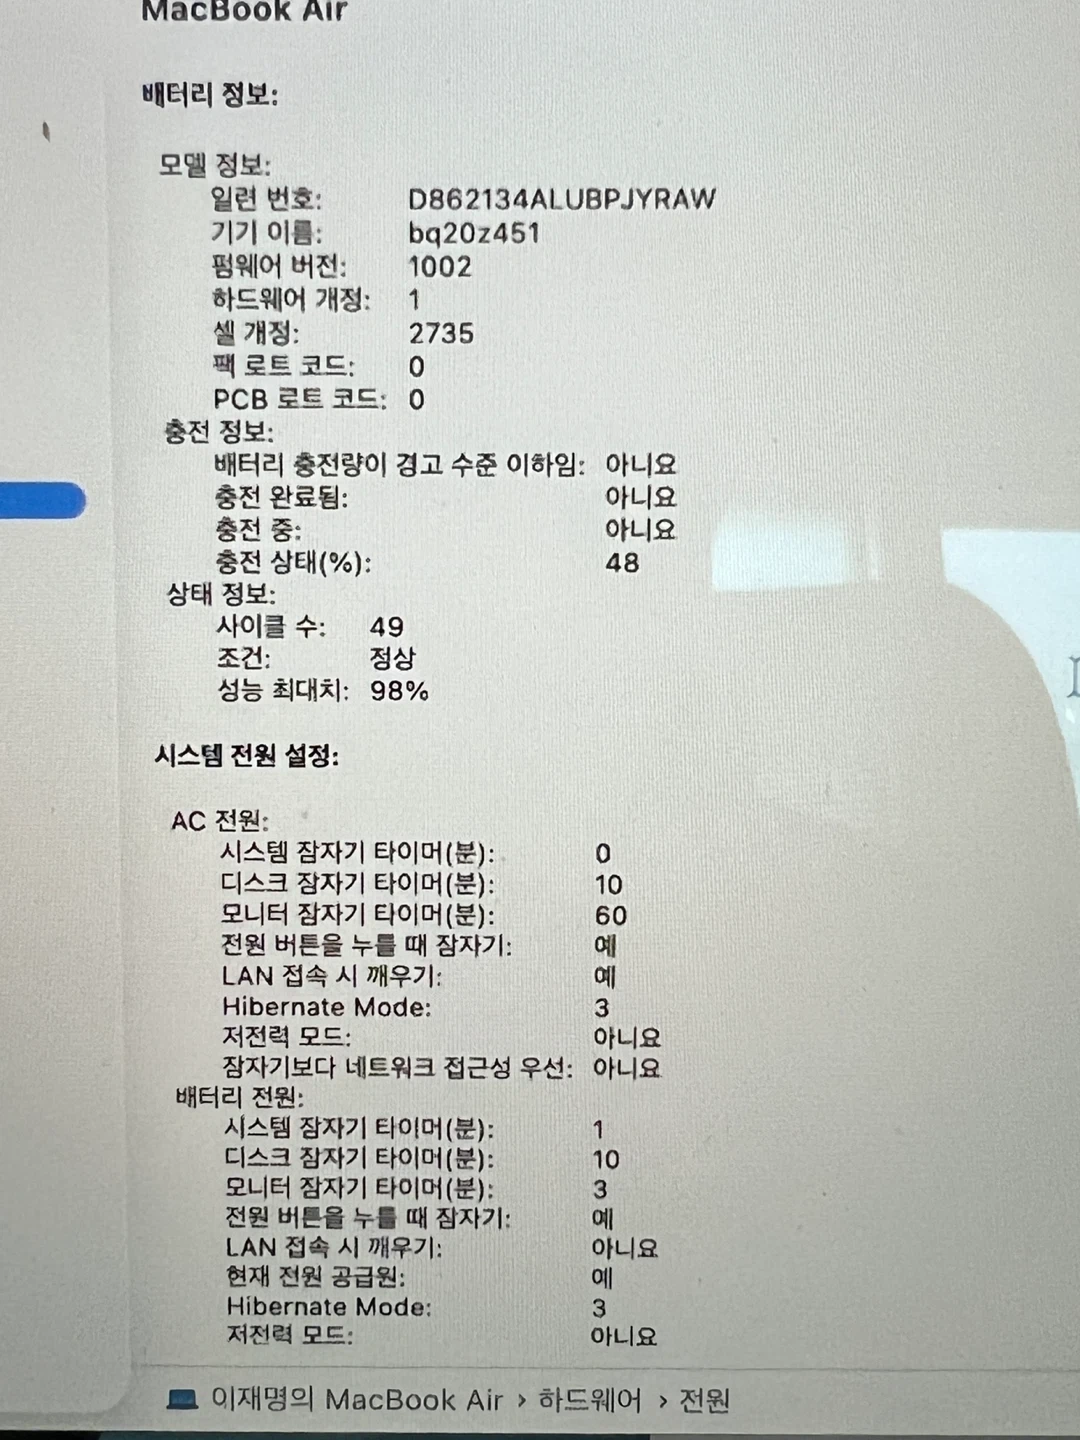 MacBook Air
배터리 정보:
모델 정보:
일련 번호: D862134ALUBPJYRAW
기기 이름: bq20z451
펌웨어 버전: 1002
하드웨어 개정: 1
셀 개정: 2735
팩 로트 코드: 0
PCB 로트 코드: 0
충전 정보:
배터리 충전량이 경고 수준 이하임: 아니요
충전 완료됨: 아니요
충전 중: 아니요
충전 상태(%): 48
상태 정보:
사이클 수: 49
조건: 정상
성능 최대치: 98%
시스템 전원 설정:
AC 전원:
시스템 잠자기 타이머(분): 0
디스크 잠자기 타이머(분): 10
모니터 잠자기 타이머(분): 60
전원 버튼을 누를 때 잠자기: 예
LAN 접속 시 깨우기: 예
Hibernate Mode: 3
저전력 모드: 아니요
잠자기보다 네트워크 접근성 우선: 아니요
배터리 전원:
시스템 잠자기 타이머(분): 1
디스크 잠자기 타이머(분): 10
모니터 잠자기 타이머(분): 3
전원 버튼을 누를 때 잠자기: 예
LAN 접속 시 깨우기: 아니요
현재 전원 공급원: 예
Hibernate Mode: 3
저전력 모드: 아니요
이재명의 MacBook Air › 하드웨어 › 전원